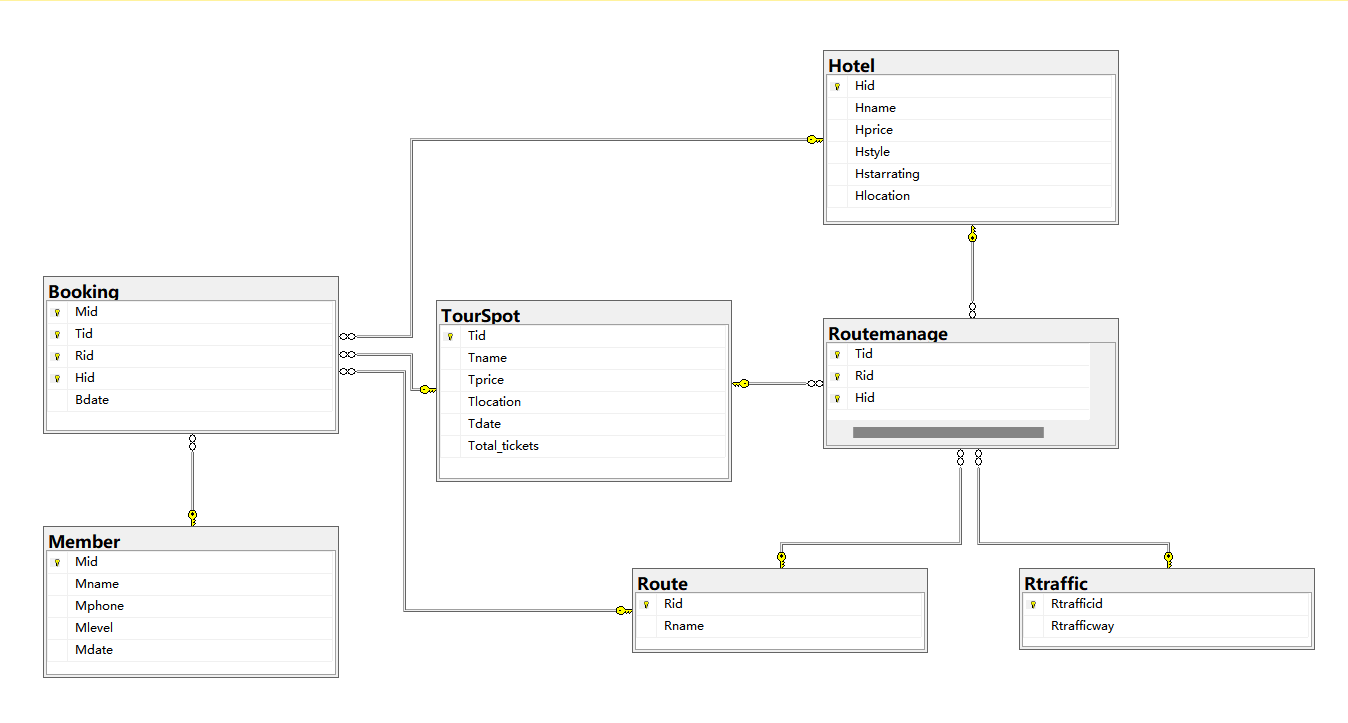 Hotel
Hid
Hname
Hprice
Hstyle
Hstarrating
Hlocation
Booking
Mid
Tid
Rid
Hid
Bdate
TourSpot
Tid
Tname
Tprice
Tlocation
Tdate
Total_tickets
Routemanage
Tid
Rid
Hid
Member
Mid
Mname
Mphone
Mlevel
Mdate
Route
Rid
Rname
Rtraffic
Rtrafficid
Rtrafficway